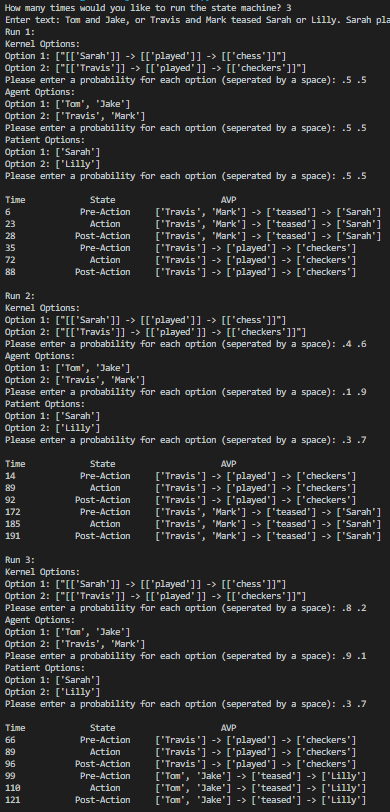 How many times would you like to run the state machine? 3
Enter text: Tom and Jake, or Travis and Mark teased Sarah or Lilly. Sarah pla
Run 1:
Kernel Options:
Option 1: ["[['Sarah']] -> [['played']] -> [['chess']]"]
Option 2: ["[['Travis']] -> [['played']] -> [['checkers']]"]
Please enter a probability for each option (seperated by a space): .5 .5
Agent Options:
Option 1: ['Tom', 'Jake']
Option 2: ['Travis', 'Mark']
Please enter a probability for each option (seperated by a space): .5 .5
Patient Options:
Option 1: ['Sarah']
Option 2: ['Lilly']
Please enter a probability for each option (seperated by a space): .5 .5
Time State AVP
6 Pre-Action ['Travis', 'Mark'] -> ['teased'] -> ['Sarah']
23 Action ['Travis', 'Mark'] -> ['teased'] -> ['Sarah']
28 Post-Action ['Travis', 'Mark'] -> ['teased'] -> ['Sarah']
35 Pre-Action ['Travis'] -> ['played'] -> ['checkers']
72 Action ['Travis'] -> ['played'] -> ['checkers']
88 Post-Action ['Travis'] -> ['played'] -> ['checkers']
Run 2:
Kernel Options:
Option 1: ["[['Sarah']] -> [['played']] -> [['chess']]"]
Option 2: ["[['Travis']] -> [['played']] -> [['checkers']]"]
Please enter a probability for each option (seperated by a space): .4 .6
Agent Options:
Option 1: ['Tom', 'Jake']
Option 2: ['Travis', 'Mark']
Please enter a probability for each option (seperated by a space): .1 .9
Patient Options:
Option 1: ['Sarah']
Option 2: ['Lilly']
Please enter a probability for each option (seperated by a space): .3 .7
Time State AVP
14 Pre-Action ['Travis'] -> ['played'] -> ['checkers']
89 Action ['Travis'] -> ['played'] -> ['checkers']
92 Post-Action ['Travis'] -> ['played'] -> ['checkers']
172 Pre-Action ['Travis', 'Mark'] -> ['teased'] -> ['Sarah']
185 Action ['Travis', 'Mark'] -> ['teased'] -> ['Sarah']
191 Post-Action ['Travis', 'Mark'] -> ['teased'] -> ['Sarah']
Run 3:
Kernel Options:
Option 1: ["[['Sarah']] -> [['played']] -> [['chess']]"]
Option 2: ["[['Travis']] -> [['played']] -> [['checkers']]"]
Please enter a probability for each option (seperated by a space): .8 .2
Agent Options:
Option 1: ['Tom', 'Jake']
Option 2: ['Travis', 'Mark']
Please enter a probability for each option (seperated by a space): .9 .1
Patient Options:
Option 1: ['Sarah']
Option 2: ['Lilly']
Please enter a probability for each option (seperated by a space): .3 .7
Time State AVP
66 Pre-Action ['Travis'] -> ['played'] -> ['checkers']
89 Action ['Travis'] -> ['played'] -> ['checkers']
96 Post-Action ['Travis'] -> ['played'] -> ['checkers']
99 Pre-Action ['Tom', 'Jake'] -> ['teased'] -> ['Lilly']
110 Action ['Tom', 'Jake'] -> ['teased'] -> ['Lilly']
121 Post-Action ['Tom', 'Jake'] -> ['teased'] -> ['Lilly']